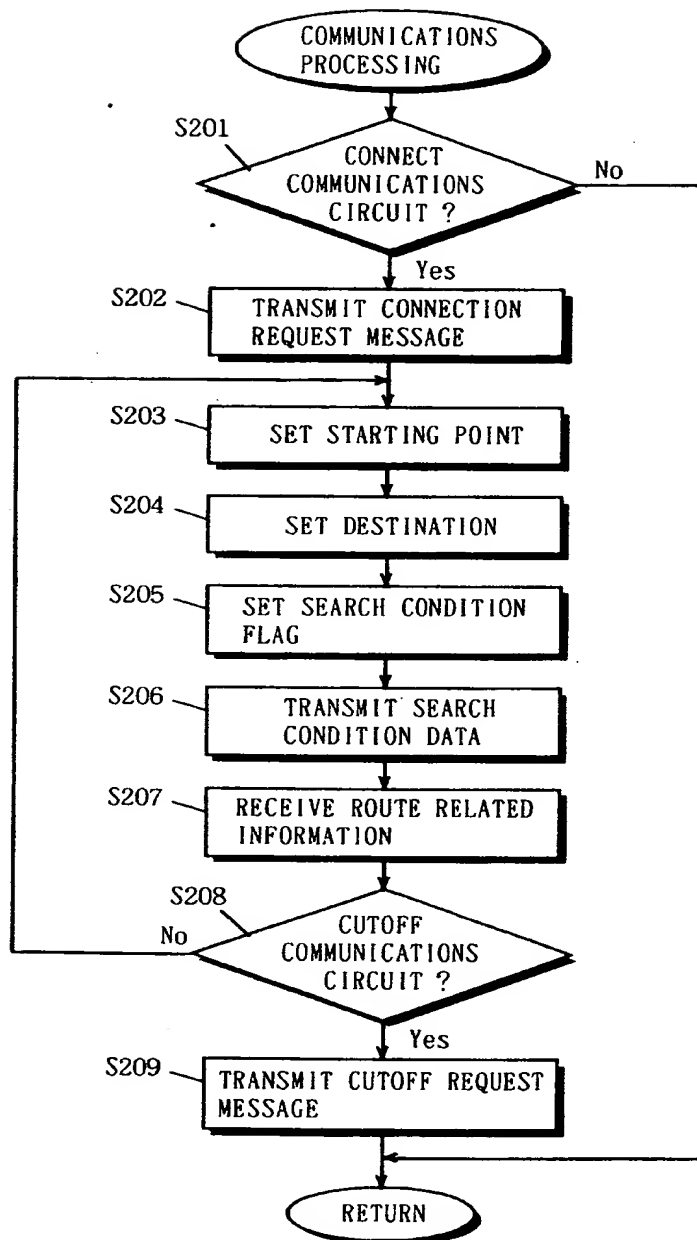 COMMUNICATIONS
PROCESSING
S201
CONNECT
COMMUNICATIONS
CIRCUIT ?
No
Yes
S202
TRANSMIT CONNECTION
REQUEST MESSAGE
S203
SET STARTING POINT
S204
SET DESTINATION
S205
SET SEARCH CONDITION
FLAG
S206
TRANSMIT SEARCH
CONDITION DATA
S207
RECEIVE ROUTE RELATED
INFORMATION
S208
No
CUTOFF
COMMUNICATIONS
CIRCUIT ?
Yes
S209
TRANSMIT CUTOFF REQUEST
MESSAGE
RETURN